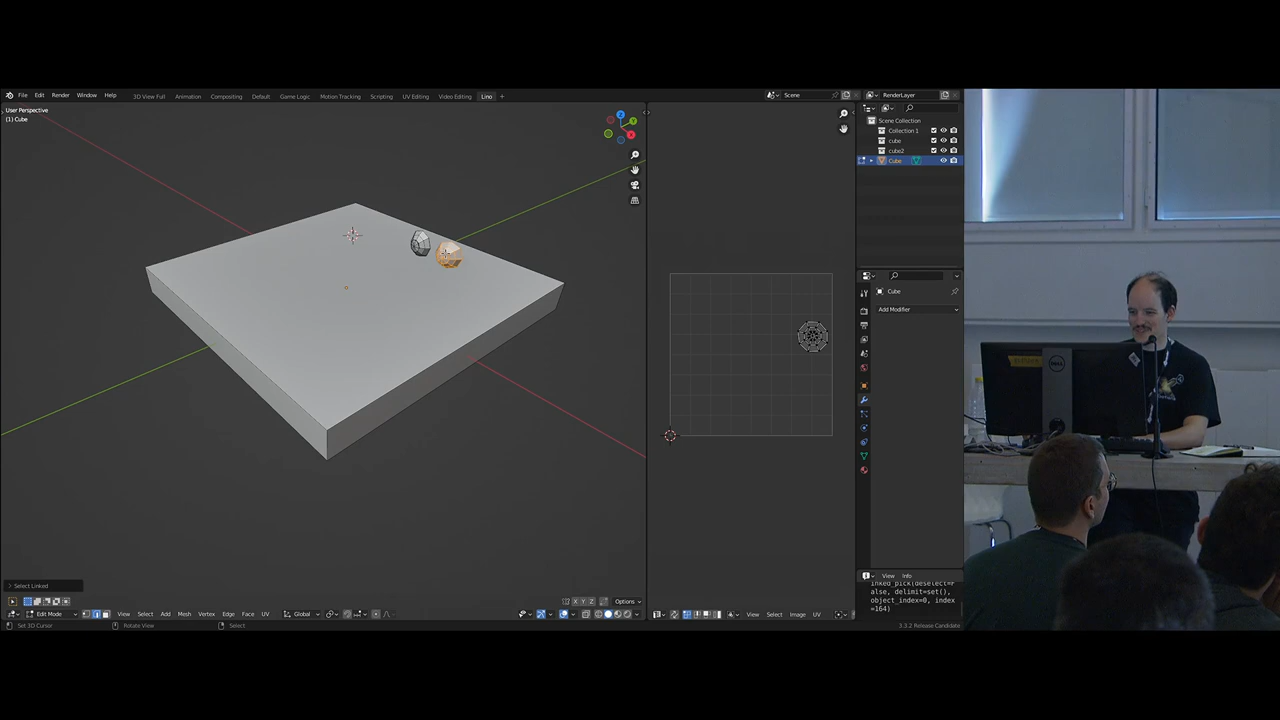 File Edit Render Window Help 3D View Full Animation Compositing Default Game Logic Motion Tracking Scripting UV Editing Video Editing Lino + Scene RenderLayer
User Perspective
(1) Cube
Scene Collection
Collection 1
cube
cube2
Cube
Cube
Add Modifier
> Select Linked
Options
Edit Mode View Select Add Mesh Vertex Edge Face UV Global
View Select Image UV
View Info
inked_pick(deselect=F
alse, delimit=set(),
object_index=0, index
=164)
Set 3D Cursor Rotate View Select 3.3.2 Release Candidate
X Y Z
DELL